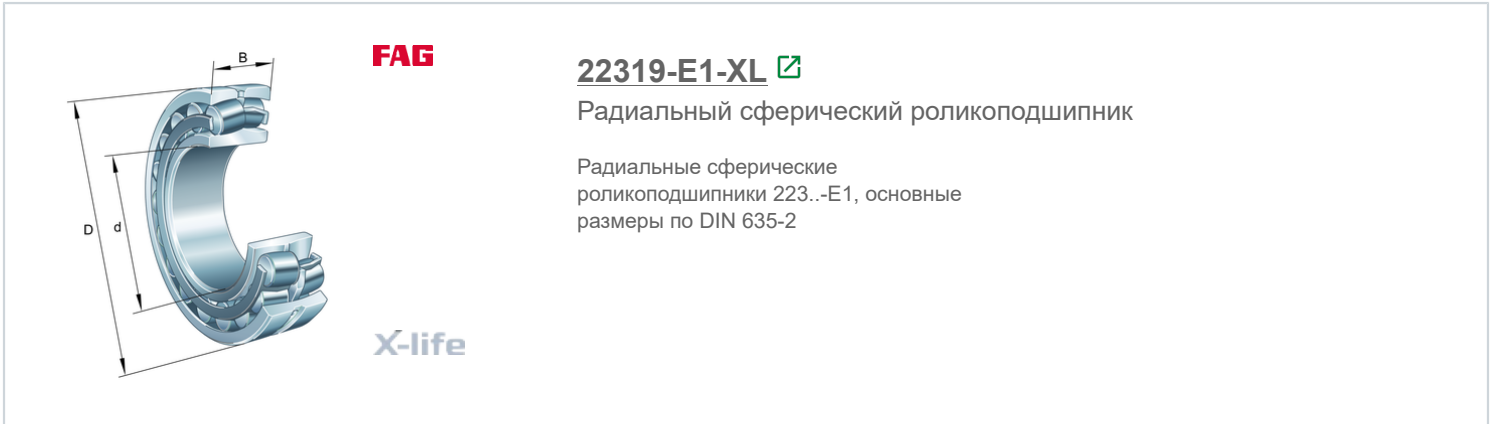 B
FAG
D
d
X-life
22319-E1-XL
Радиальный сферический роликоподшипник
Радиальные сферические
роликоподшипники 223..-E1, основные
размеры по DIN 635-2